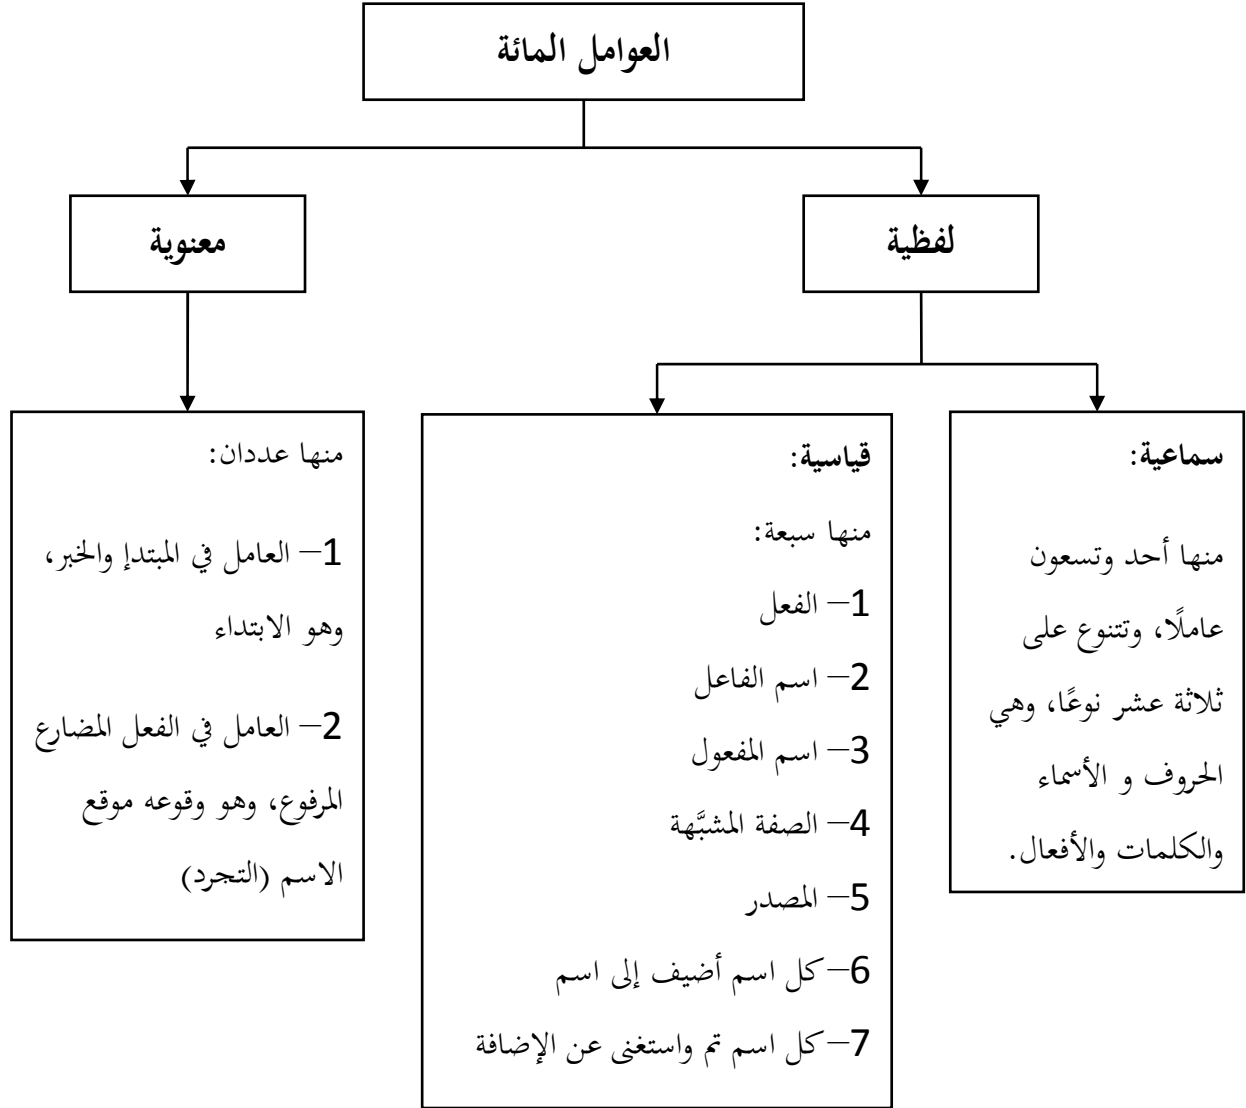 العوامل المائة
لفظية
معنوية
سماعية:
منها أحد وتسعون
عاملًا، وتتنوع على
ثلاثة عشر نوعًا، وهي
الحروف و الأسماء
والكلمات والأفعال.
قياسية:
منها سبعة:
1– الفعل
2– اسم الفاعل
3– اسم المفعول
4– الصفة المشبَّهة
5– المصدر
6– كل اسم أضيف إلى اسم
7– كل اسم تم واستغنى عن الإضافة
منها عددان:
1– العامل في المبتدإ والخبر،
وهو الابتداء
2– العامل في الفعل المضارع
المرفوع، وهو وقوعه موقع
الاسم (التجرد)